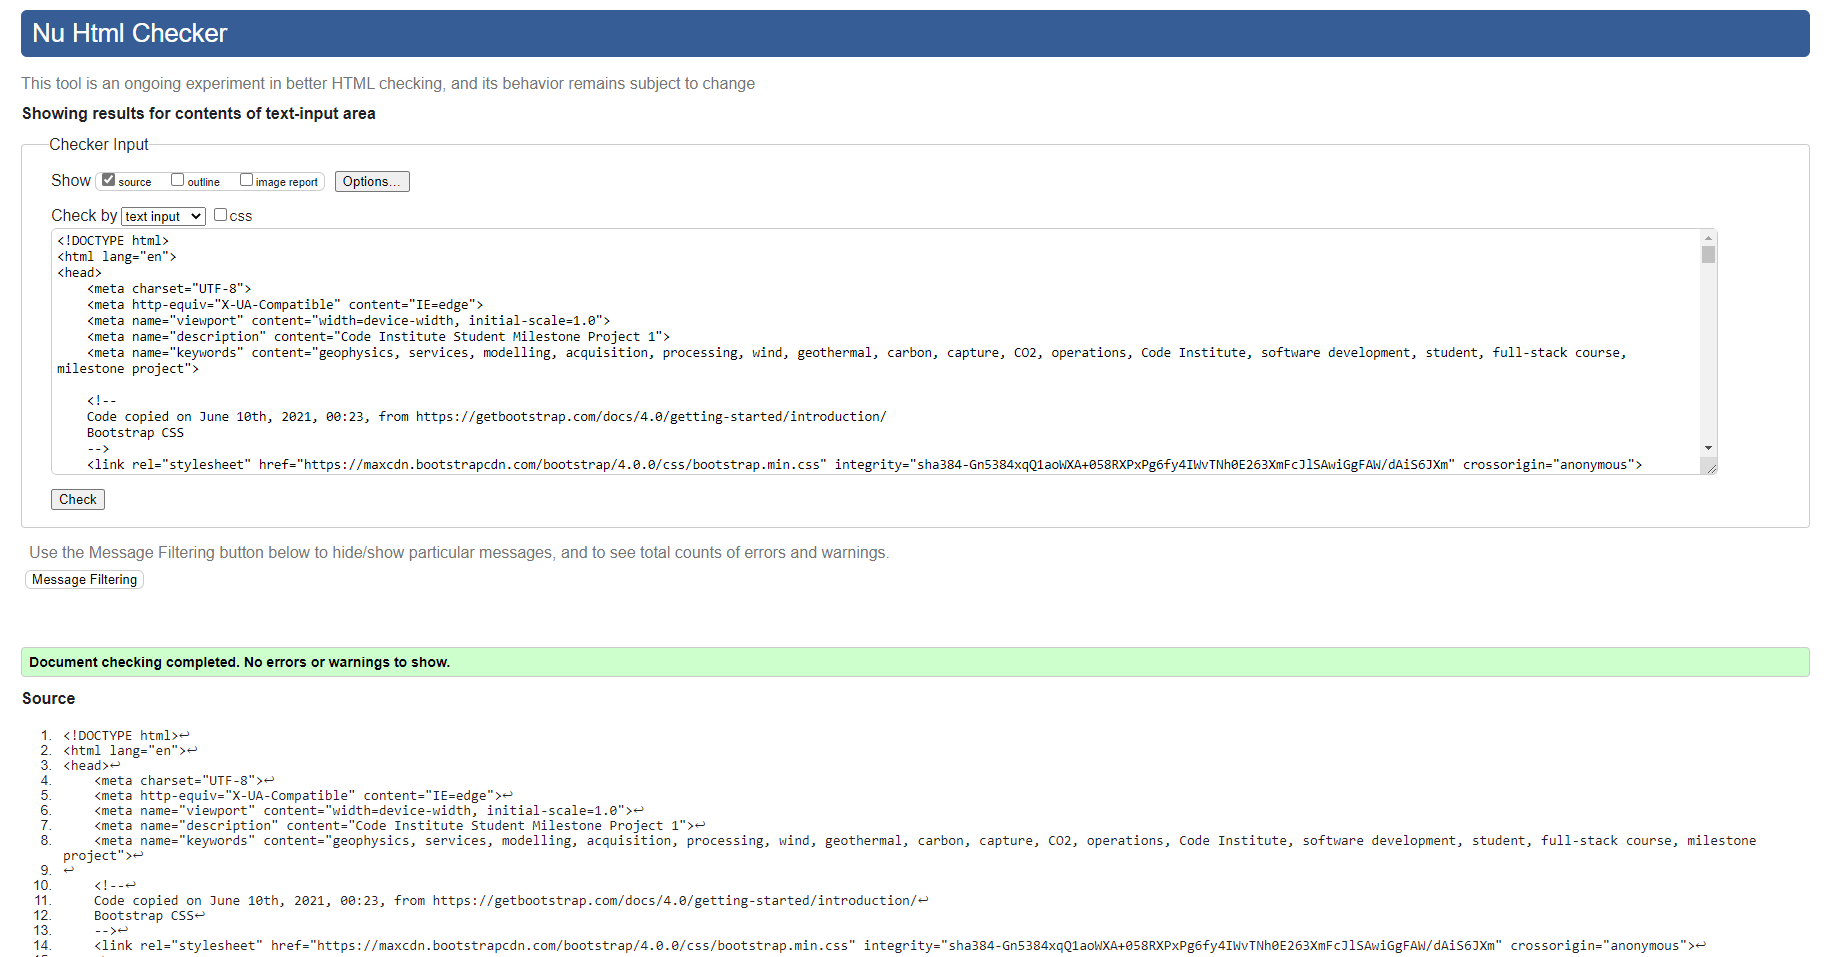 Nu Html Checker
This tool is an ongoing experiment in better HTML checking, and its behavior remains subject to change
Showing results for contents of text-input area
Checker Input
Show source outline image report Options...
Check by text input css
<!DOCTYPE html>
<html lang="en">
<head>
    <meta charset="UTF-8">
    <meta http-equiv="X-UA-Compatible" content="IE=edge">
    <meta name="viewport" content="width=device-width, initial-scale=1.0">
    <meta name="description" content="Code Institute Student Milestone Project 1">
    <meta name="keywords" content="geophysics, services, modelling, acquisition, processing, wind, geothermal, carbon, capture, CO2, operations, Code Institute, software development, student, full-stack course,
milestone project">
    <!--
    Code copied on June 10th, 2021, 00:23, from https://getbootstrap.com/docs/4.0/getting-started/introduction/
    Bootstrap CSS
    -->
    <link rel="stylesheet" href="https://maxcdn.bootstrapcdn.com/bootstrap/4.0.0/css/bootstrap.min.css" integrity="sha384-Gn5384xqQ1aoWXA+058RXPxPg6fy4IWvTNh0E263XmFcJlSAwiGgFAW/dAiS6JXm" crossorigin="anonymous">
Check
Use the Message Filtering button below to hide/show particular messages, and to see total counts of errors and warnings.
Message Filtering
Document checking completed. No errors or warnings to show.
Source
1. <!DOCTYPE html>↩
2. <html lang="en">↩
3. <head>↩
4.     <meta charset="UTF-8">↩
5.     <meta http-equiv="X-UA-Compatible" content="IE=edge">↩
6.     <meta name="viewport" content="width=device-width, initial-scale=1.0">↩
7.     <meta name="description" content="Code Institute Student Milestone Project 1">↩
8.     <meta name="keywords" content="geophysics, services, modelling, acquisition, processing, wind, geothermal, carbon, capture, CO2, operations, Code Institute, software development, student, full-stack course, milestone
project">↩
9. ↩
10.     <!--↩
11.     Code copied on June 10th, 2021, 00:23, from https://getbootstrap.com/docs/4.0/getting-started/introduction/↩
12.     Bootstrap CSS↩
13.     -->↩
14.     <link rel="stylesheet" href="https://maxcdn.bootstrapcdn.com/bootstrap/4.0.0/css/bootstrap.min.css" integrity="sha384-Gn5384xqQ1aoWXA+058RXPxPg6fy4IWvTNh0E263XmFcJlSAwiGgFAW/dAiS6JXm" crossorigin="anonymous">↩